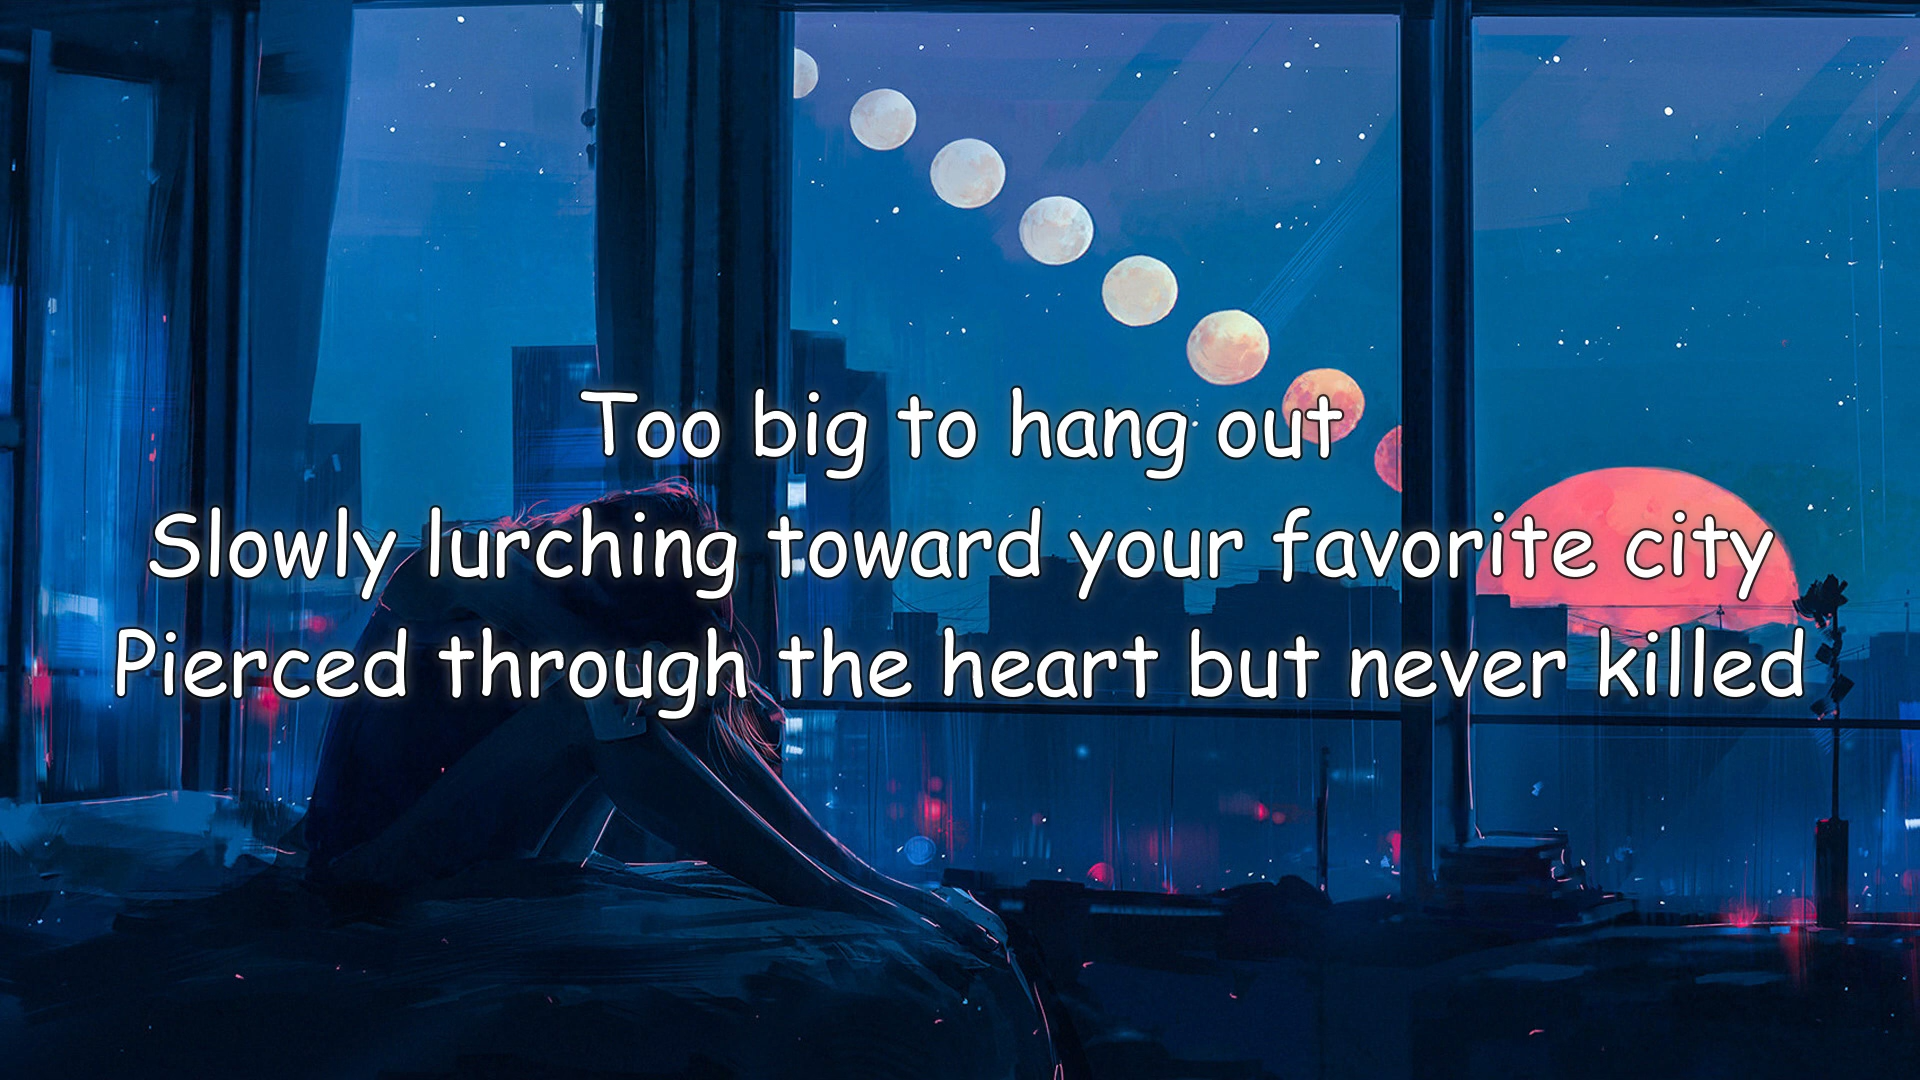 Too big to hang out
Slowly lurching toward your favorite city
Pierced through the heart but never killed